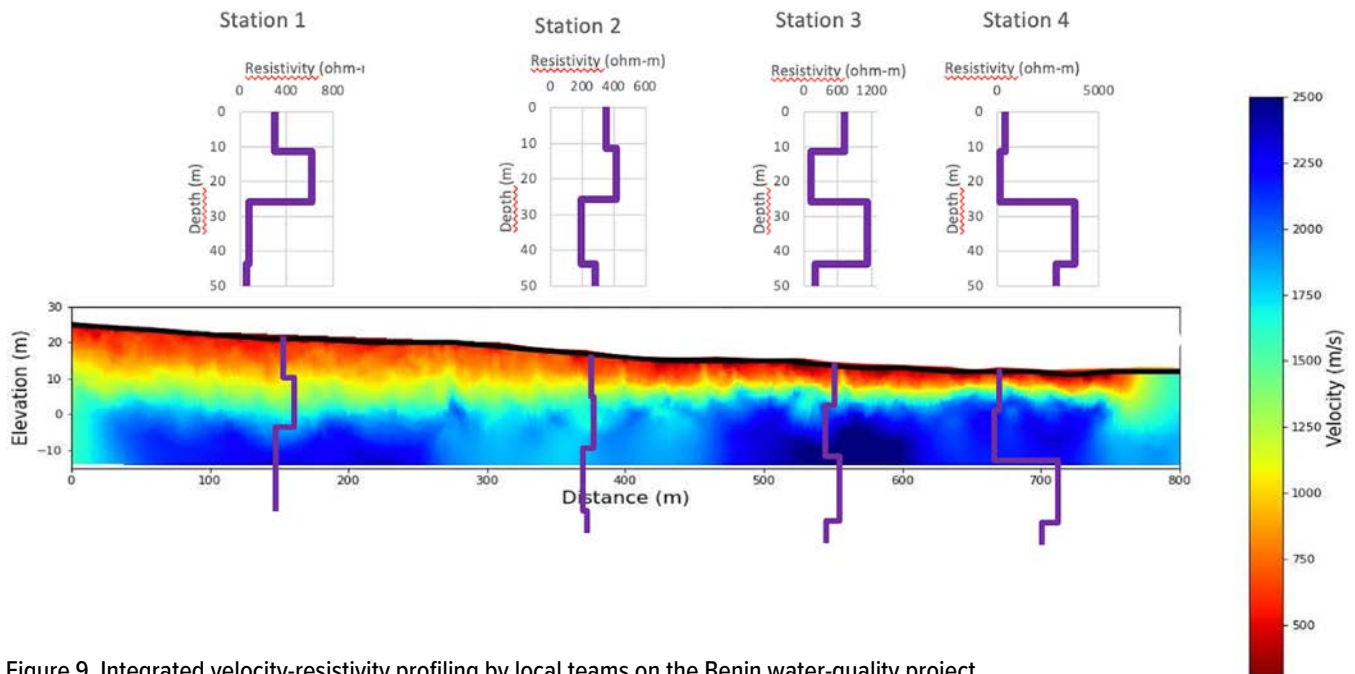 Station 1
Station 2
Station 3
Station 4
Resistivity (ohm-
0 400 800
0
10
20
30
40
50
Depth (m)
Resistivity (ohm-m)
0 200 400 600
0
10
20
30
40
50
Depth (m)
Resistivity (ohm-m)
0 600 1200
0
10
20
30
40
50
Depth (m)
Resistivity (ohm-m)
0 5000
0
10
20
30
40
50
Depth (m)
30
20
10
0
−10
Elevation (m)
0 100 200 300 400 500 600 700 800
Distance (m)
2500
2250
2000
1750
1500
1250
1000
750
500
Velocity (m/s)
Figure 9. Integrated velocity-resistivity profiling by local teams on the Benin water-quality project